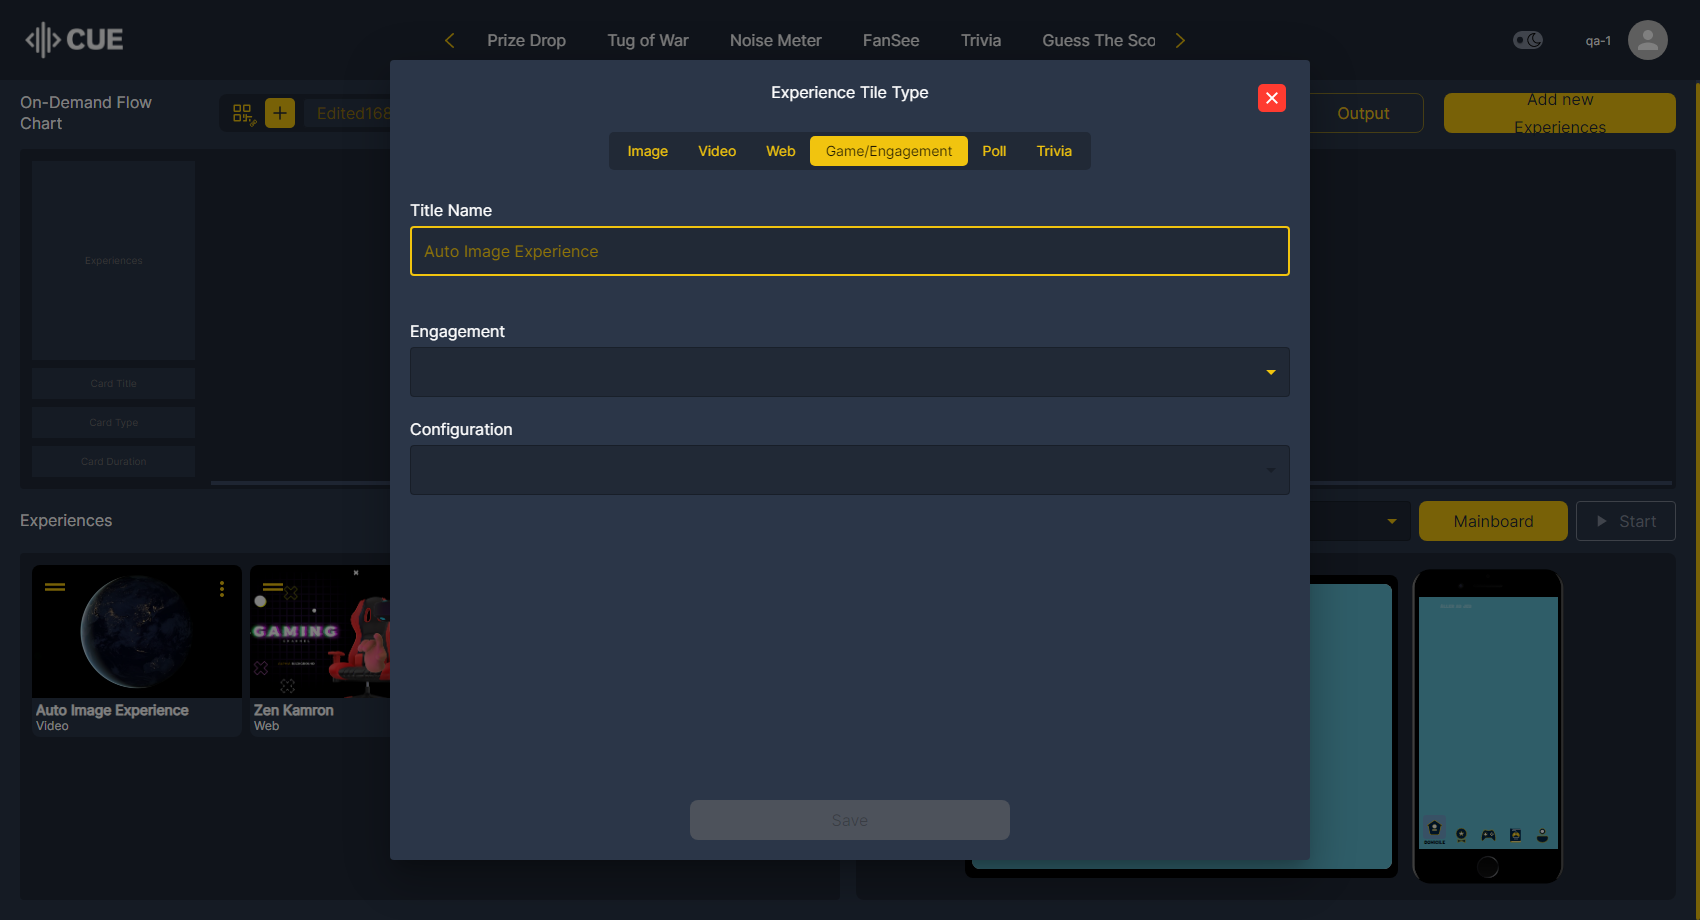 CUE
Prize Drop
Tug of War
Noise Meter
FanSee
Trivia
Guess The Sco
qa-1
On-Demand Flow
Chart
Edited168
Output
Add new
Experiences
Experience Tile Type
Image
Video
Web
Game/Engagement
Poll
Trivia
Title Name
Auto Image Experience
Engagement
Configuration
Save
Experiences
Card Title
Card Type
Card Duration
Experiences
Mainboard
Start
GAMING
Auto Image Experience
Video
Zen Kamron
Web